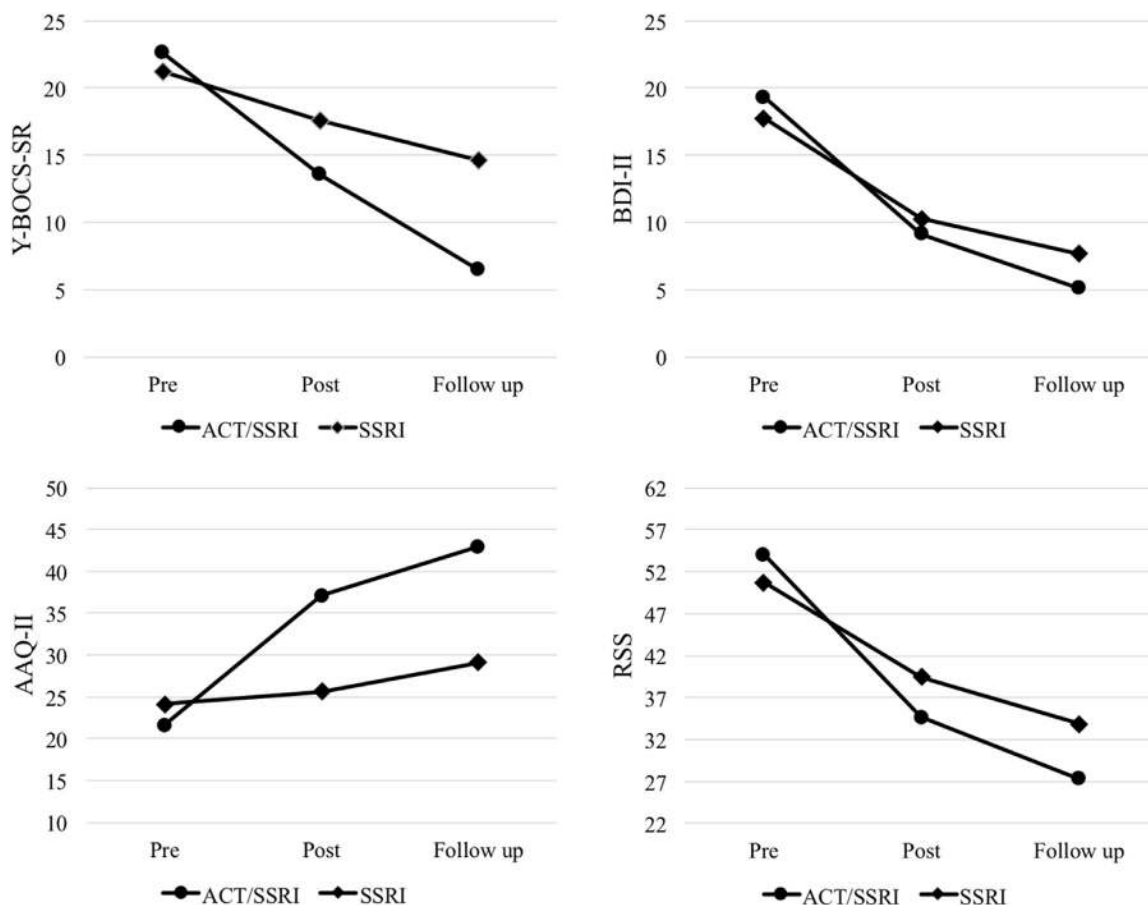 25
20
15
10
5
0
Y-BOCS-SR
Pre Post Follow up
ACT/SSRI SSRI
25
20
15
10
5
0
BDI-II
Pre Post Follow up
ACT/SSRI SSRI
50
45
40
35
30
25
20
15
10
AAQ-II
Pre Post Follow up
ACT/SSRI SSRI
62
57
52
47
42
37
32
27
22
RSS
Pre Post Follow up
ACT/SSRI SSRI